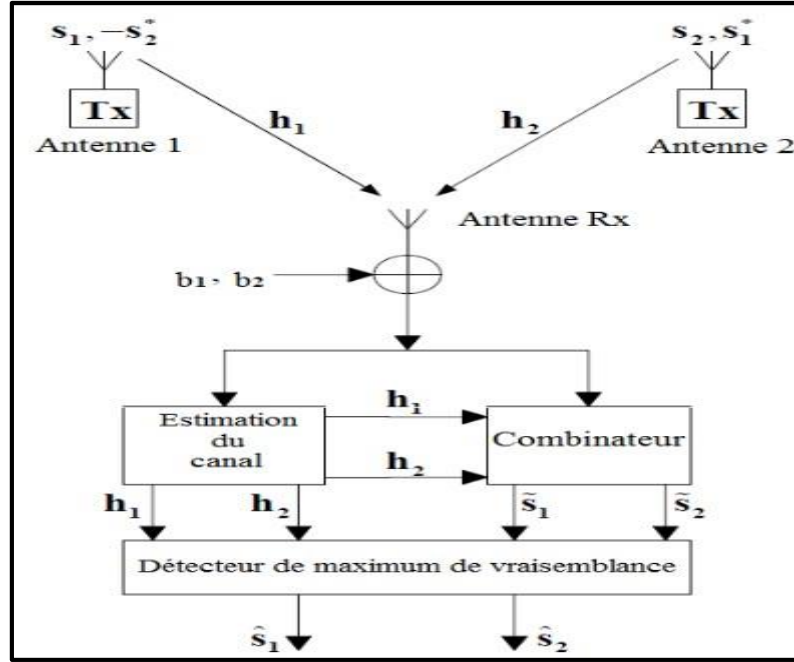 s₁, −s₂* s₂, s₁*
Tx Tx
h₁ h₂
Antenne 1 Antenne 2
Antenne Rx
b₁, b₂
Estimation
du
canal
h₁
h₂
Combinateur
h₁ h₂ s̃₁ s̃₂
Détecteur de maximum de vraisemblance
ŝ₁ ŝ₂